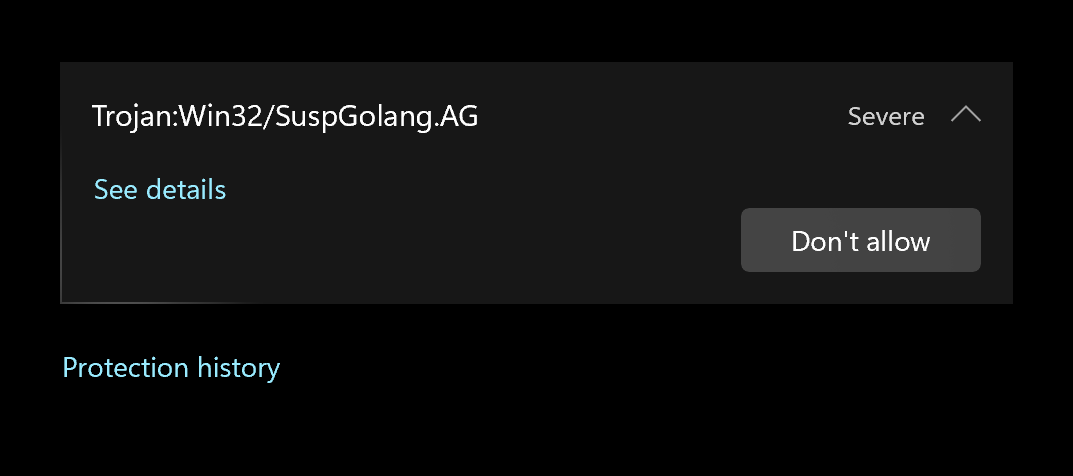 Trojan:Win32/SuspGolang.AG
Severe
See details
Don't allow
Protection history